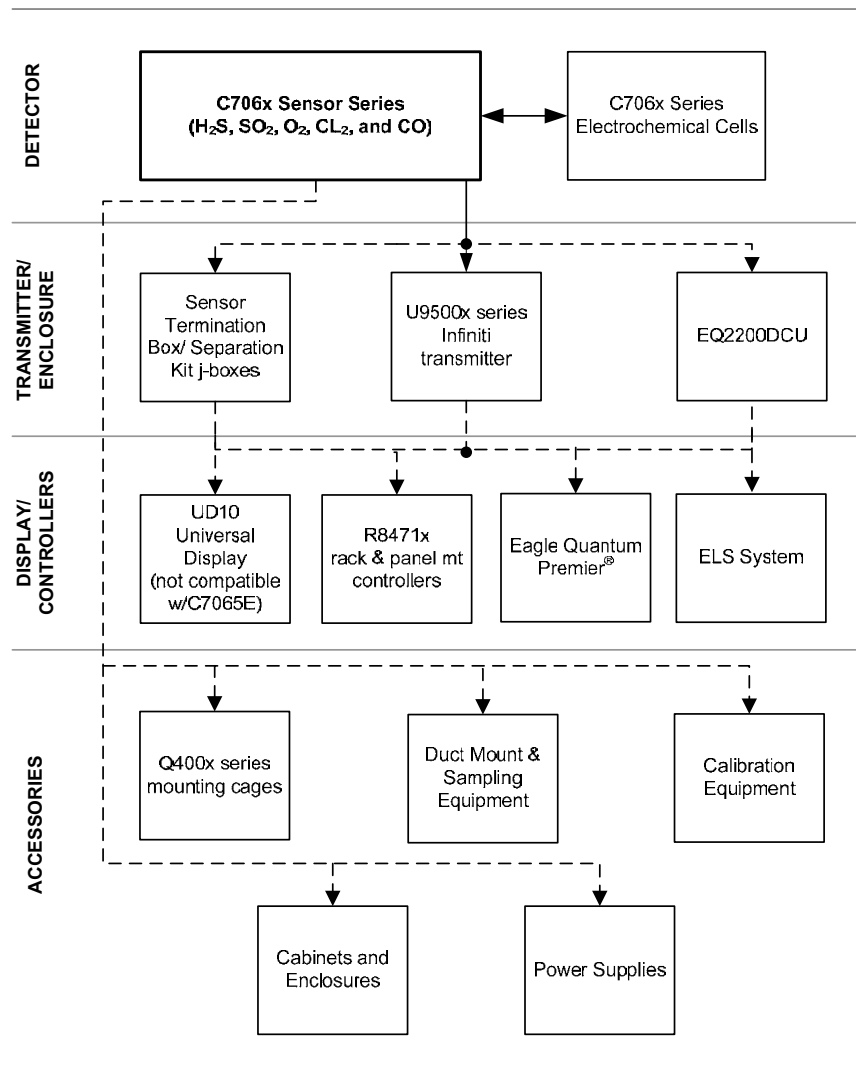 DETECTOR
C706x Sensor Series
(H₂S, SO₂, O₂, CL₂, and CO)
C706x Series
Electrochemical Cells
TRANSMITTER/
ENCLOSURE
Sensor
Termination
Box/ Separation
Kit j-boxes
U9500x series
Infiniti
transmitter
EQ2200DCU
DISPLAY/
CONTROLLERS
UD10
Universal
Display
(not compatible
w/C7065E)
R8471x
rack & panel mt
controllers
Eagle Quantum
Premier®
ELS System
ACCESSORIES
Q400x series
mounting cages
Duct Mount &
Sampling
Equipment
Calibration
Equipment
Cabinets and
Enclosures
Power Supplies